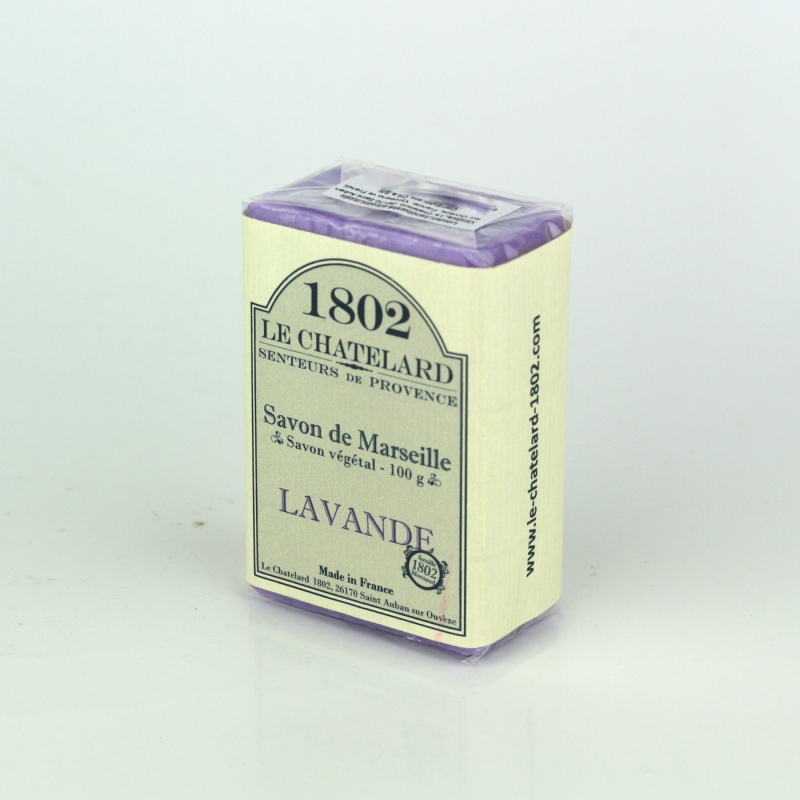 1802
LE CHATELARD
SENTEURS DE PROVENCE
Savon de Marseille
Savon végétal - 100 g
LAVANDE
famille
1802
Made in France
Le Chatelard 1802, 26170 Saint Auban sur Ouvèze
www.le-chatelard-1802.com